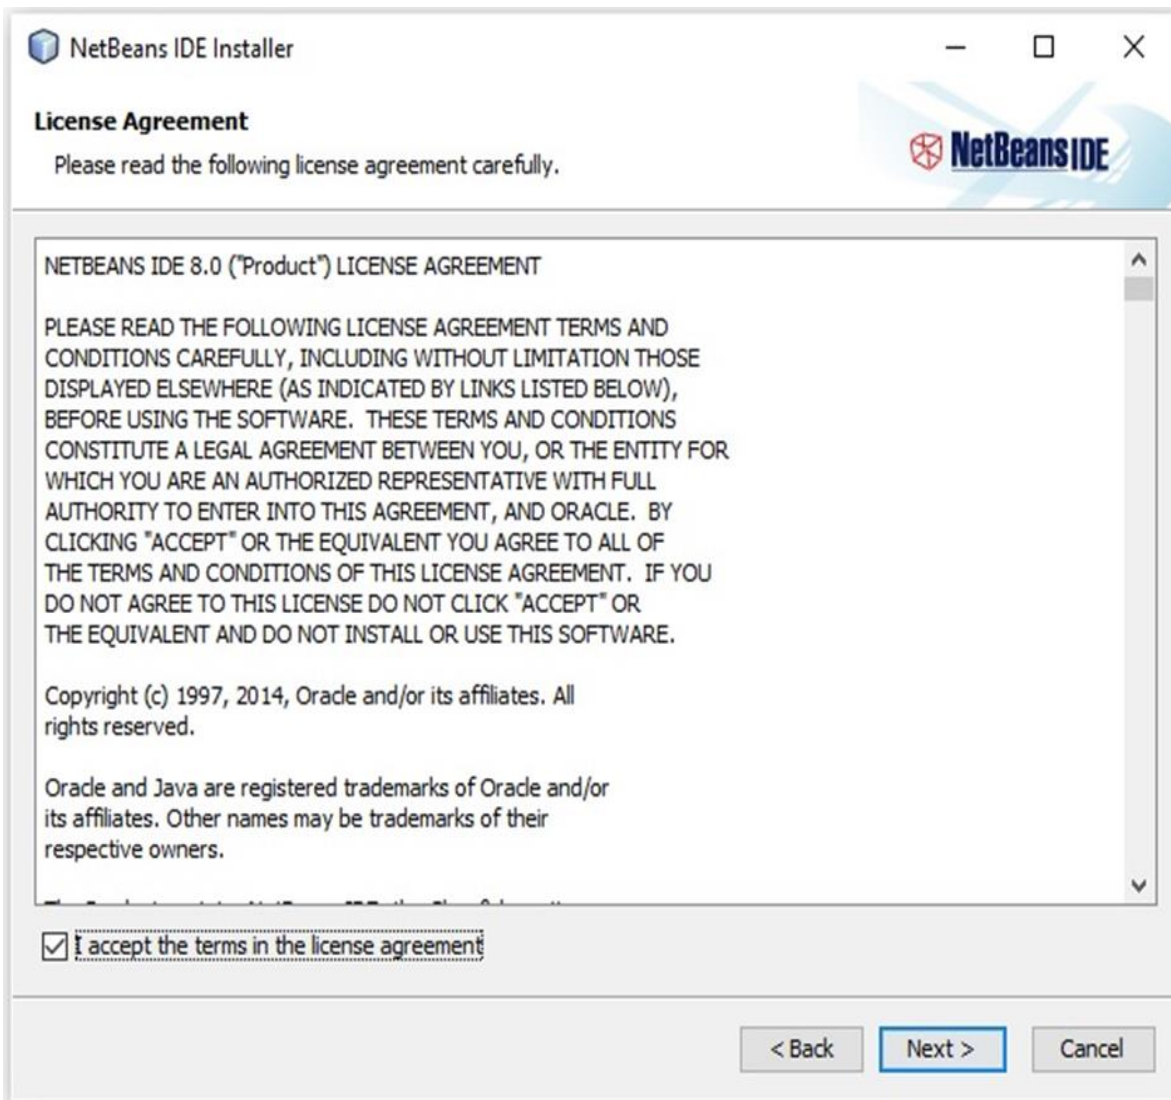 NetBeans IDE Installer
License Agreement
Please read the following license agreement carefully.
NetBeans IDE
NETBEANS IDE 8.0 ("Product") LICENSE AGREEMENT
PLEASE READ THE FOLLOWING LICENSE AGREEMENT TERMS AND
CONDITIONS CAREFULLY, INCLUDING WITHOUT LIMITATION THOSE
DISPLAYED ELSEWHERE (AS INDICATED BY LINKS LISTED BELOW),
BEFORE USING THE SOFTWARE.  THESE TERMS AND CONDITIONS
CONSTITUTE A LEGAL AGREEMENT BETWEEN YOU, OR THE ENTITY FOR
WHICH YOU ARE AN AUTHORIZED REPRESENTATIVE WITH FULL
AUTHORITY TO ENTER INTO THIS AGREEMENT, AND ORACLE.  BY
CLICKING "ACCEPT" OR THE EQUIVALENT YOU AGREE TO ALL OF
THE TERMS AND CONDITIONS OF THIS LICENSE AGREEMENT.  IF YOU
DO NOT AGREE TO THIS LICENSE DO NOT CLICK "ACCEPT" OR
THE EQUIVALENT AND DO NOT INSTALL OR USE THIS SOFTWARE.
Copyright (c) 1997, 2014, Oracle and/or its affiliates. All
rights reserved.
Oracle and Java are registered trademarks of Oracle and/or
its affiliates. Other names may be trademarks of their
respective owners.
I accept the terms in the license agreement
< Back
Next >
Cancel